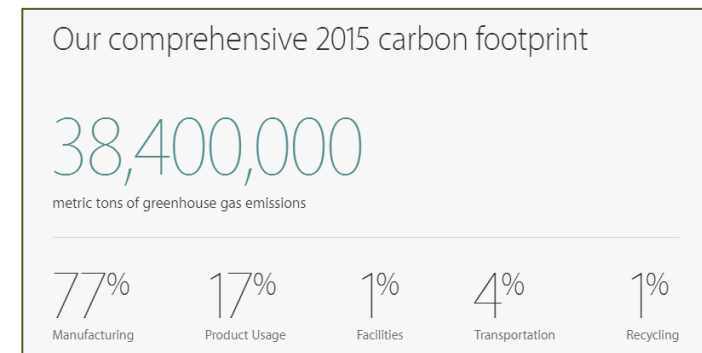 Our comprehensive 2015 carbon footprint
38,400,000
metric tons of greenhouse gas emissions
77% 17% 1% 4% 1%
Manufacturing Product Usage Facilities Transportation Recycling